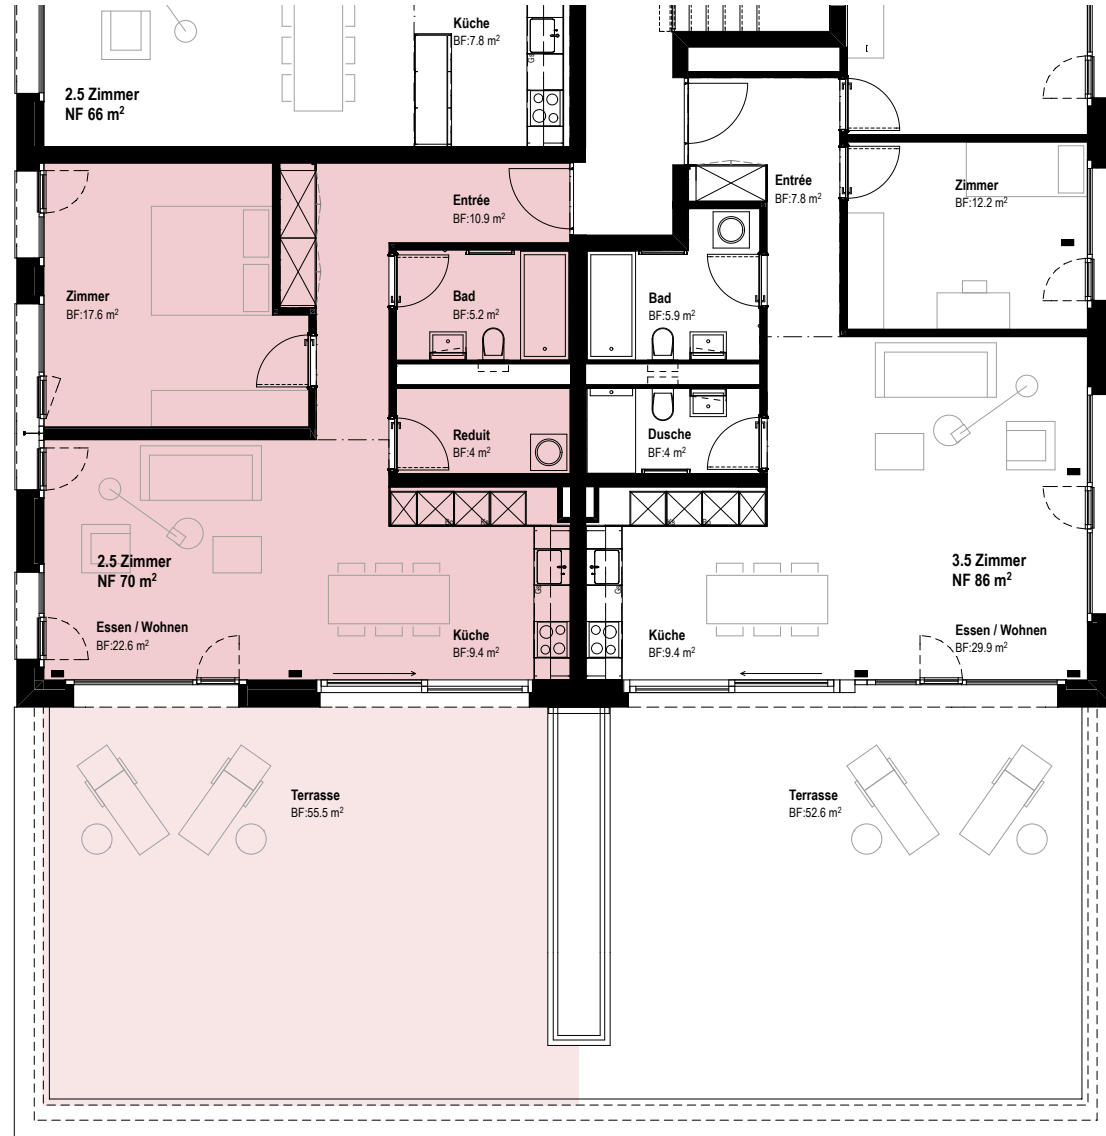 Küche
BF:7.8 m²
2.5 Zimmer
NF 66 m²
Entrée
BF:10.9 m²
Entrée
BF:7.8 m²
Zimmer
BF:12.2 m²
Zimmer
BF:17.6 m²
Bad
BF:5.2 m²
Bad
BF:5.9 m²
Reduit
BF:4 m²
Dusche
BF:4 m²
2.5 Zimmer
NF 70 m²
3.5 Zimmer
NF 86 m²
Essen / Wohnen
BF:22.6 m²
Küche
BF:9.4 m²
Küche
BF:9.4 m²
Essen / Wohnen
BF:29.9 m²
Terrasse
BF:55.5 m²
Terrasse
BF:52.6 m²